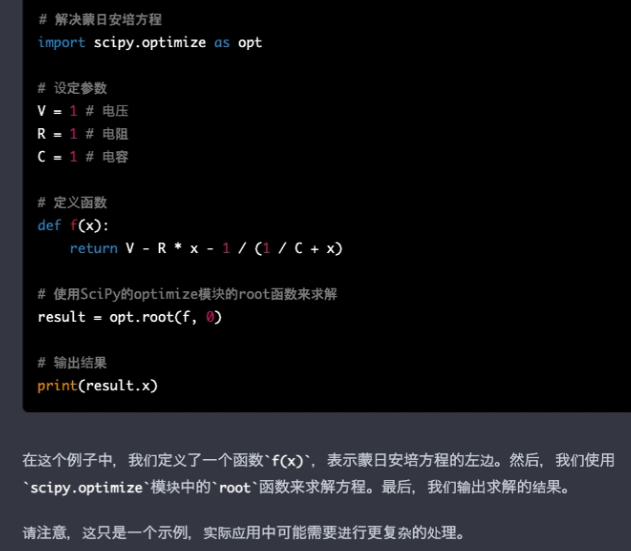 # 解决蒙日安培方程
import scipy.optimize as opt
# 设定参数
V = 1 # 电压
R = 1 # 电阻
C = 1 # 电容
# 定义函数
def f(x):
    return V - R * x - 1 / (1 / C + x)
# 使用SciPy的optimize模块的root函数来求解
result = opt.root(f, 0)
# 输出结果
print(result.x)
在这个例子中，我们定义了一个函数`f(x)`，表示蒙日安培方程的左边。然后，我们使用
`scipy.optimize`模块中的`root`函数来求解方程。最后，我们输出求解的结果。
请注意，这只是一个示例，实际应用中可能需要进行更复杂的处理。